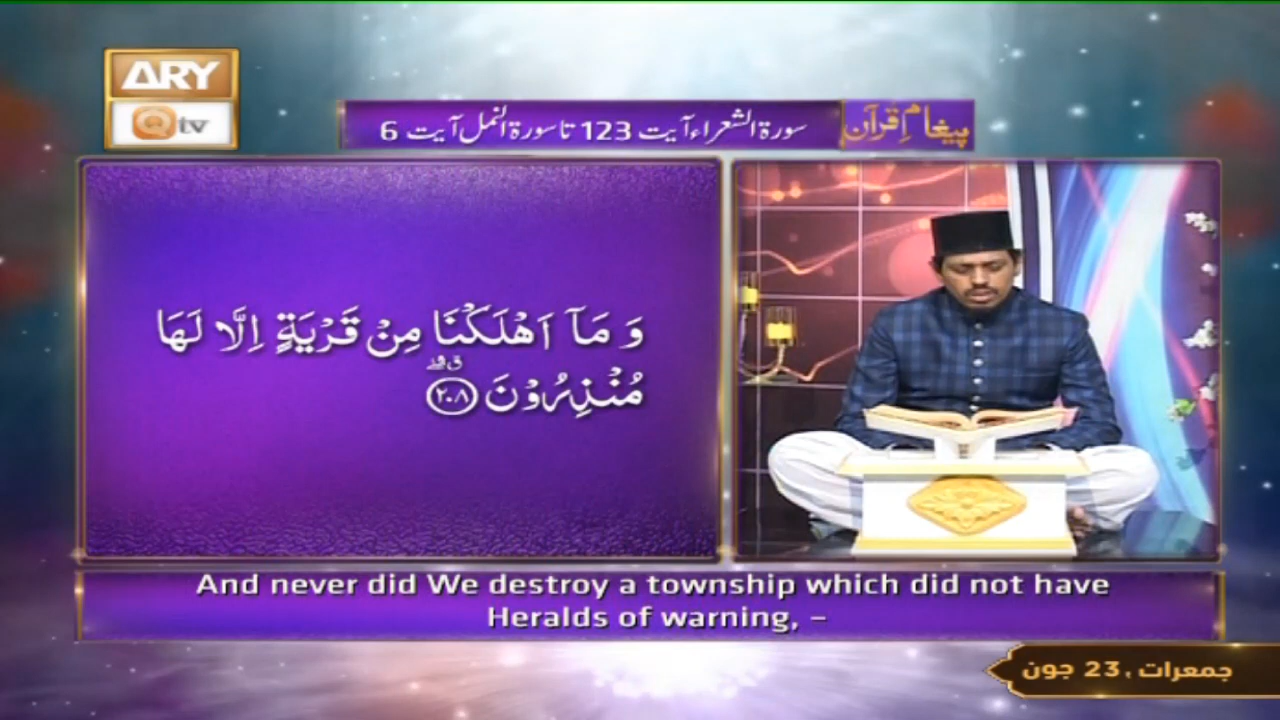 ARY
Qtv
پیغامِ قرآن
سورۃ الشعراء آیت 123 تا سورۃ النمل آیت 6
وَ مَاۤ اَهْلَكْنَا مِنْ قَرْیَةٍ اِلَّا لَهَا
مُنْذِرُوْنَ ﴿۲۰۸﴾
And never did We destroy a township which did not have
Heralds of warning, –
جمعرات ، 23 جون